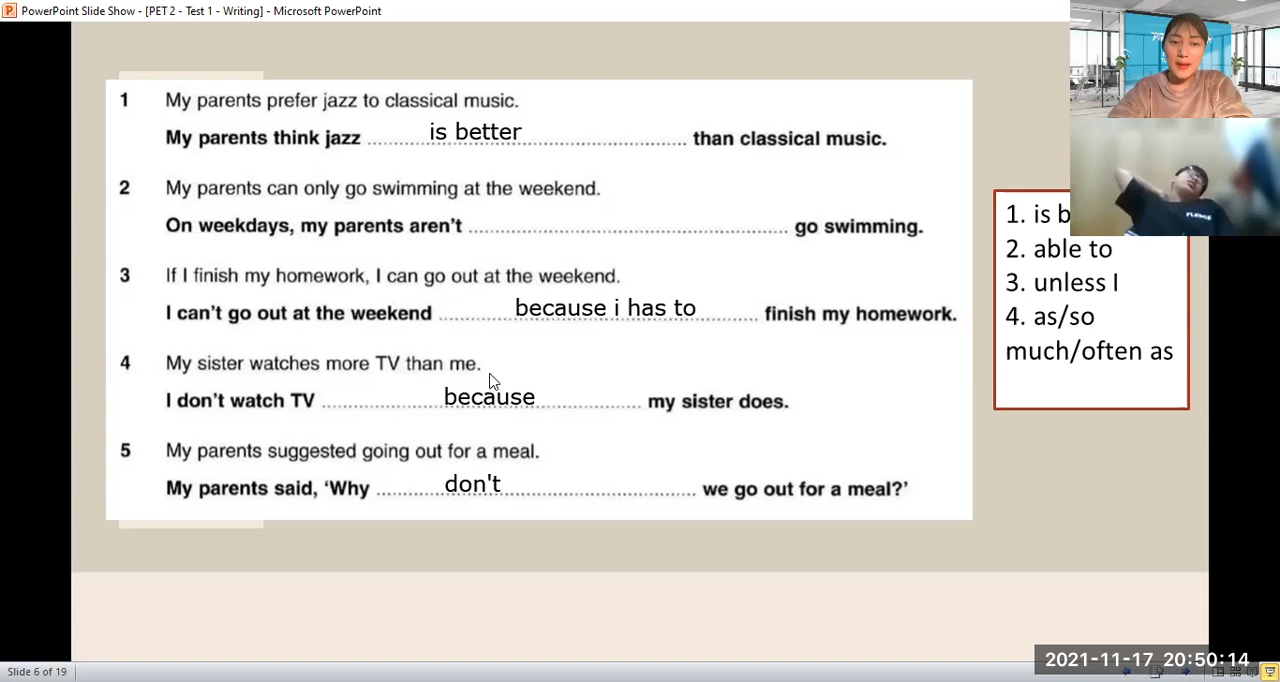 PowerPoint Slide Show - [PET 2 - Test 1 - Writing] - Microsoft PowerPoint
1 My parents prefer jazz to classical music.
My parents think jazz is better than classical music.
2 My parents can only go swimming at the weekend.
On weekdays, my parents aren't ........ go swimming.
3 If I finish my homework, I can go out at the weekend.
I can't go out at the weekend because i has to finish my homework.
4 My sister watches more TV than me.
I don't watch TV because my sister does.
5 My parents suggested going out for a meal.
My parents said, 'Why don't we go out for a meal?'
1. is b
2. able to
3. unless I
4. as/so
much/often as
Slide 6 of 19
2021-11-17 20:50:14